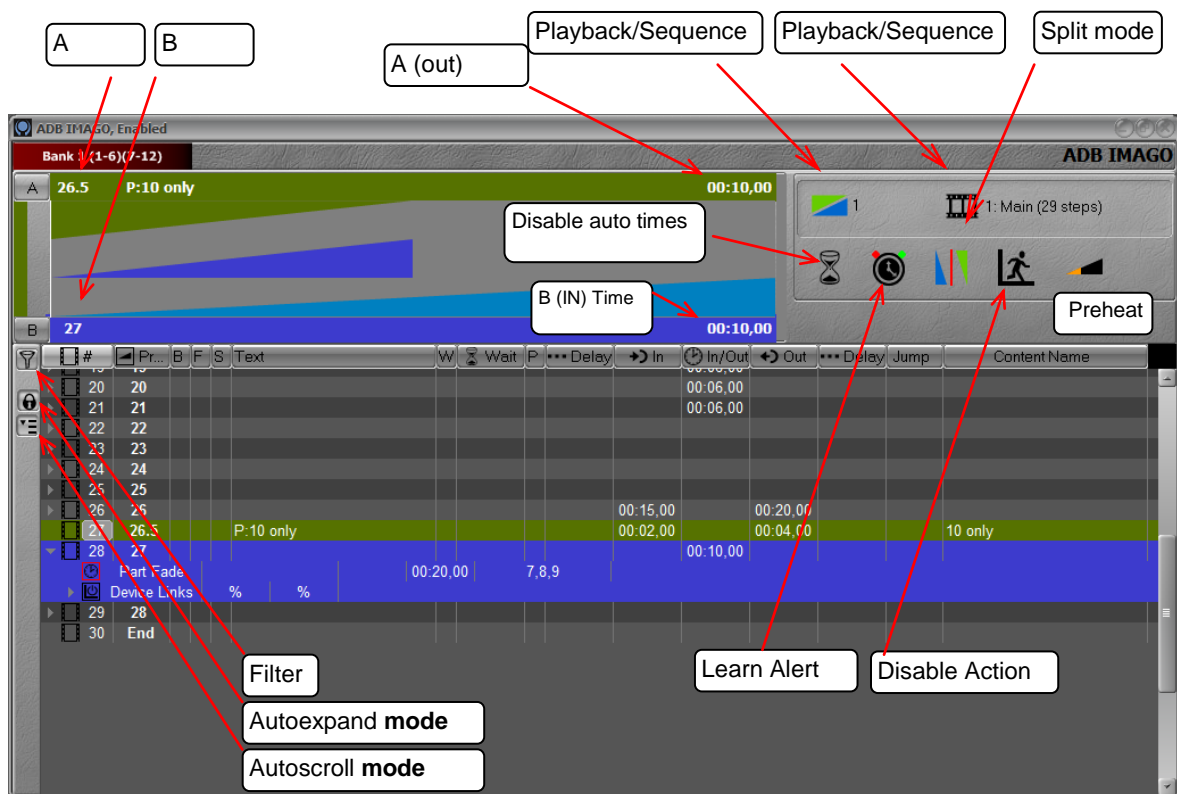 A
B
A (out)
Playback/Sequence
Playback/Sequence
Split mode
ADB IMAGO, Enabled
Bank (1-6)(7-12)
ADB IMAGO
A 26.5 P:10 only 00:10,00
1
1: Main (29 steps)
Disable auto times
B (IN) Time
Preheat
B 27 00:10,00
# Pr... B F S Text W Wait P Delay In In/Out Out Delay Jump Content Name
19 19 00:06,00
20 20 00:06,00
21 21 00:06,00
22 22
23 23
24 24
25 25
26 26 00:15,00 00:20,00
27 26.5 P:10 only 00:02,00 00:04,00 10 only
28 27 00:10,00
Part Fade 00:20,00 7,8,9
Device Links % %
29 28
30 End
Filter
Learn Alert
Disable Action
Autoexpand mode
Autoscroll mode